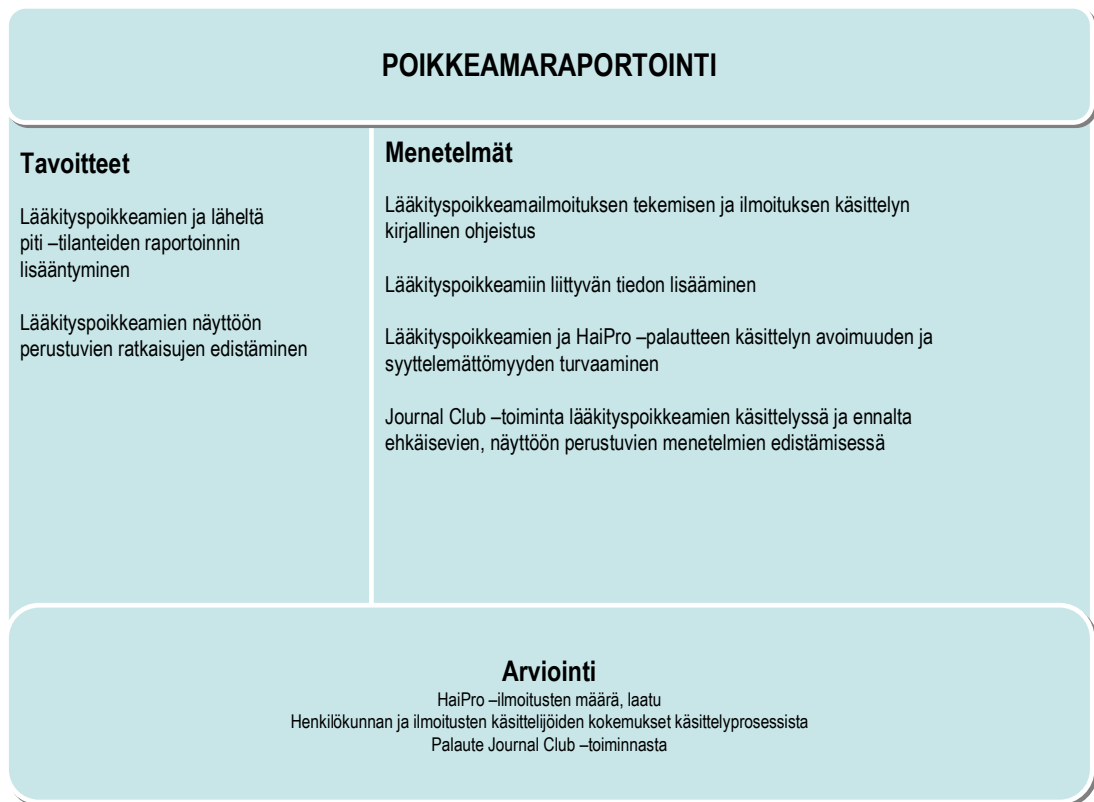 POIKKEAMARAPORTOINTI
Tavoitteet
Lääkityspoikkeamien ja läheltä
piti –tilanteiden raportoinnin
lisääntyminen
Lääkityspoikkeamien näyttöön
perustuvien ratkaisujen edistäminen
Menetelmät
Lääkityspoikkeamailmoituksen tekemisen ja ilmoituksen käsittelyn
kirjallinen ohjeistus
Lääkityspoikkeamiin liittyvän tiedon lisääminen
Lääkityspoikkeamien ja HaiPro –palautteen käsittelyn avoimuuden ja
syyttelemättömyyden turvaaminen
Journal Club –toiminta lääkityspoikkeamien käsittelyssä ja ennalta
ehkäisevien, näyttöön perustuvien menetelmien edistämisessä
Arviointi
HaiPro –ilmoitusten määrä, laatu
Henkilökunnan ja ilmoitusten käsittelijöiden kokemukset käsittelyprosessista
Palaute Journal Club –toiminnasta